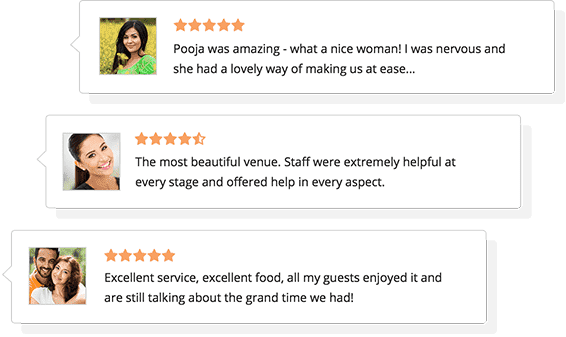 Pooja was amazing - what a nice woman! I was nervous and
she had a lovely way of making us at ease...
The most beautiful venue. Staff were extremely helpful at
every stage and offered help in every aspect.
Excellent service, excellent food, all my guests enjoyed it and
are still talking about the grand time we had!